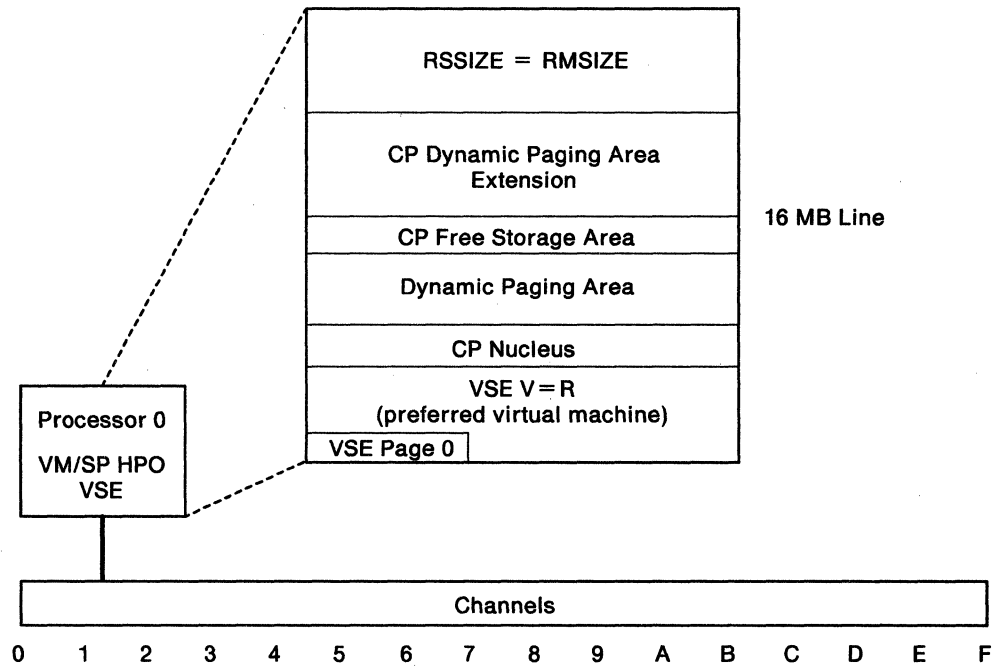 RSSIZE = RMSIZE
CP Dynamic Paging Area
Extension
16 MB Line
CP Free Storage Area
Dynamic Paging Area
CP Nucleus
VSE V=R
(preferred virtual machine)
VSE Page 0
Processor 0
VM/SP HPO
VSE
Channels
0 1 2 3 4 5 6 7 8 9 A B C D E F